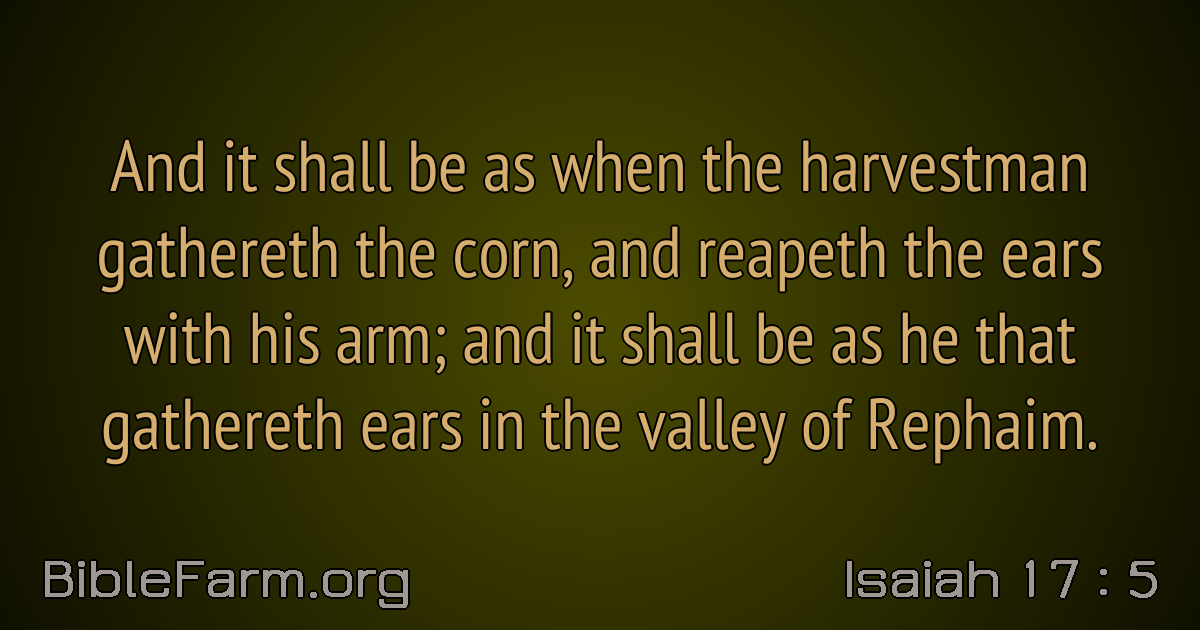 And it shall be as when the harvestman
gathereth the corn, and reapeth the ears
with his arm; and it shall be as he that
gathereth ears in the valley of Rephaim.
BibleFarm.org
Isaiah 17 : 5